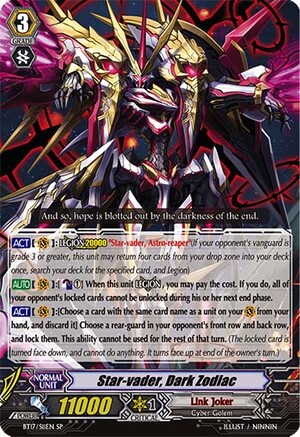 3
GRADE
And so, hope is blotted out by the darkness of the end.
ACT [ ]:LEGION 20000 "Star-vader, Astro-reaper"(If your opponent's vanguard is
grade 3 or greater, this unit may return four cards from your drop zone into your deck
once, search your deck for the specified card, and Legion)
AUTO [ ]:[ (1)] When this unit LEGION, you may pay the cost. If you do, all of
your opponent's locked cards cannot be unlocked during his or her next end phase.
ACT [ ]:[Choose a card with the same card name as a unit on your from your
hand, and discard it] Choose a rear-guard in your opponent's front row and back row
and lock them. This ability cannot be used for the rest of that turn. (The locked card is
turned face down, and cannot do anything. It turns face up at the end of the owner's turn)
NORMAL
UNIT
Star-vader, Dark Zodiac
POWER
11000
1
CRITICAL
Link Joker
Cyber Golem
BT17/S11EN SP
ILLUST / NINNIN